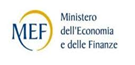 MEF
Ministero
dell'Economia
e delle Finanze